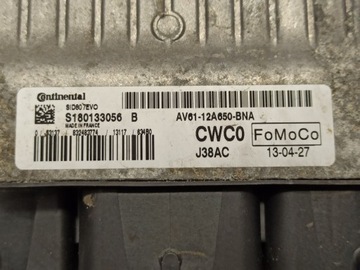 Continental
SID807EVO
S180133056 B
MADE IN FRANCE
AV61-12A650-BNA
CWC0
FoMoCo
J38AC
13-04-27